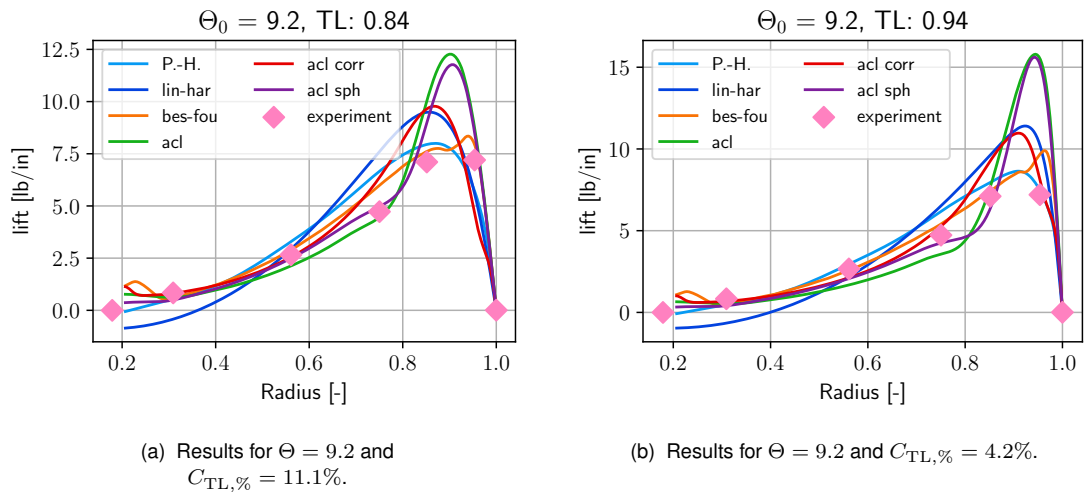 Θ₀ = 9.2, TL: 0.84
12.5
10.0
7.5
5.0
2.5
0.0
lift [lb/in]
P.-H.
lin-har
bes-fou
acl
acl corr
acl sph
experiment
0.2 0.4 0.6 0.8 1.0
Radius [-]
(a) Results for Θ = 9.2 and
C_TL,% = 11.1%.
Θ₀ = 9.2, TL: 0.94
15
10
5
0
lift [lb/in]
P.-H.
lin-har
bes-fou
acl
acl corr
acl sph
experiment
0.2 0.4 0.6 0.8 1.0
Radius [-]
(b) Results for Θ = 9.2 and C_TL,% = 4.2%.